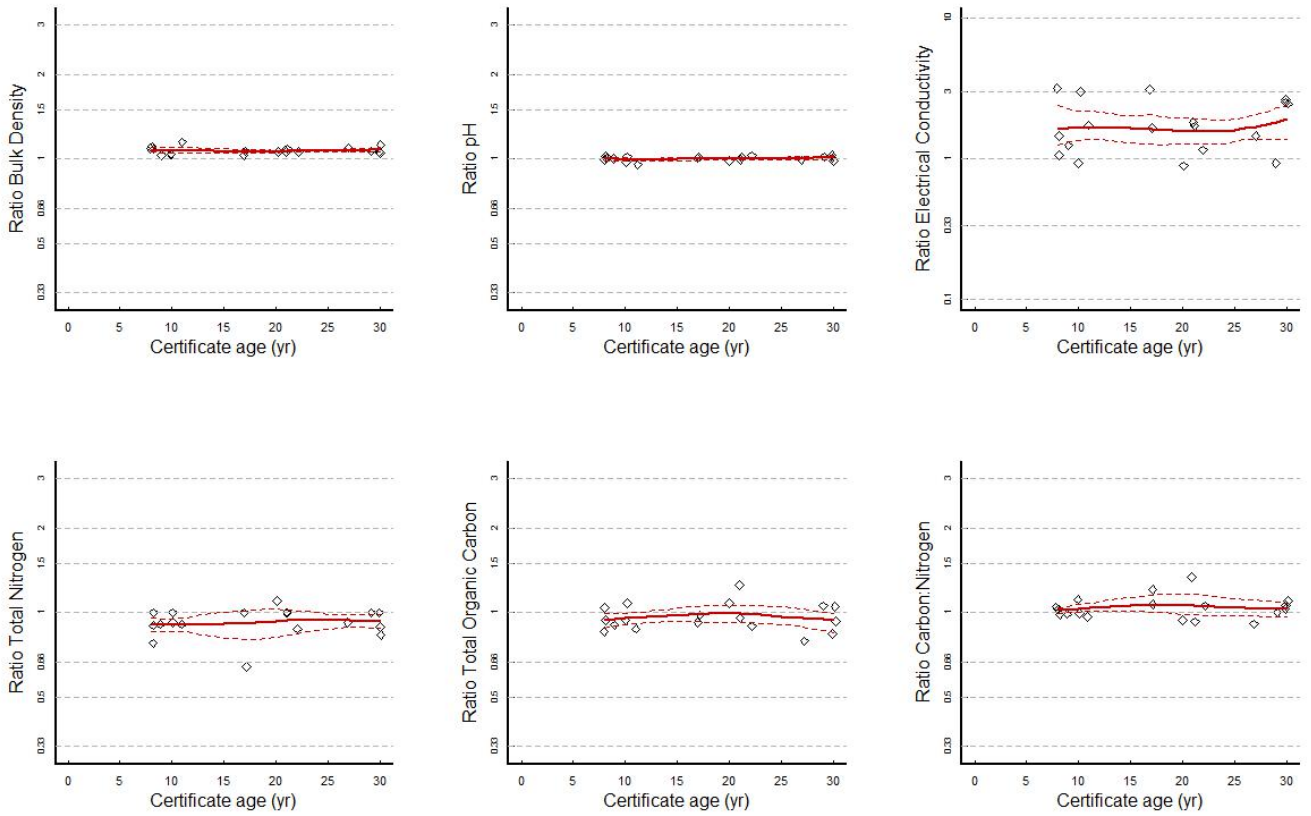 Ratio Bulk Density
3
2
1.5
1
0.66
0.5
0.33
0 5 10 15 20 25 30
Certificate age (yr)
Ratio pH
3
2
1.5
1
0.66
0.5
0.33
0 5 10 15 20 25 30
Certificate age (yr)
Ratio Electrical Conductivity
10
3
1
0.33
0.1
0 5 10 15 20 25 30
Certificate age (yr)
Ratio Total Nitrogen
3
2
1.5
1
0.66
0.5
0.33
0 5 10 15 20 25 30
Certificate age (yr)
Ratio Total Organic Carbon
3
2
1.5
1
0.66
0.5
0.33
0 5 10 15 20 25 30
Certificate age (yr)
Ratio Carbon:Nitrogen
3
2
1.5
1
0.66
0.5
0.33
0 5 10 15 20 25 30
Certificate age (yr)